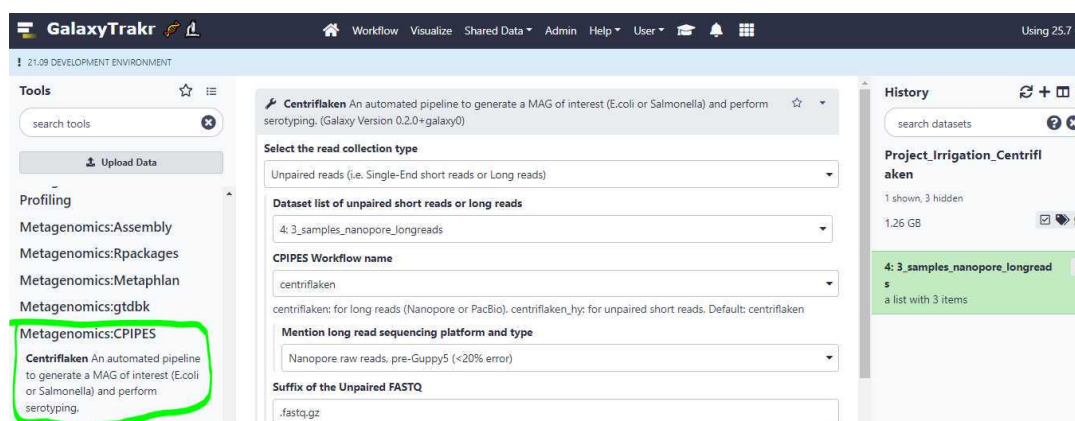 GalaxyTrakr
Workflow Visualize Shared Data Admin Help User
Using 25.7
! 21.09 DEVELOPMENT ENVIRONMENT
Tools
search tools
Upload Data
Profiling
Metagenomics:Assembly
Metagenomics:Rpackages
Metagenomics:Metaphlan
Metagenomics:gtdbk
Metagenomics:CPIPES
Centriflaken An automated pipeline
to generate a MAG of interest (E.coli
or Salmonella) and perform
serotyping.
Centriflaken An automated pipeline to generate a MAG of interest (E.coli or Salmonella) and perform
serotyping. (Galaxy Version 0.2.0+galaxy0)
Select the read collection type
Unpaired reads (i.e. Single-End short reads or Long reads)
Dataset list of unpaired short reads or long reads
4: 3_samples_nanopore_longreads
CPIPES Workflow name
centriflaken
centriflaken: for long reads (Nanopore or PacBio). centriflaken_hy: for unpaired short reads. Default: centriflaken
Mention long read sequencing platform and type
Nanopore raw reads, pre-Guppy5 (<20% error)
Suffix of the Unpaired FASTQ
.fastq.gz
History
search datasets
Project_Irrigation_Centrifl
aken
1 shown, 3 hidden
1.26 GB
4: 3_samples_nanopore_longread
s
a list with 3 items